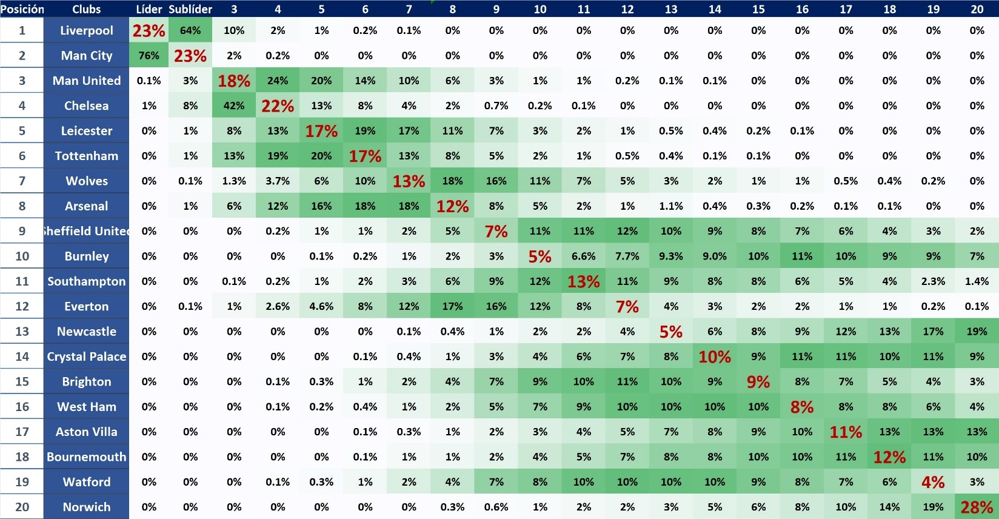 Posición Clubs Líder Sublíder 3 4 5 6 7 8 9 10 11 12 13 14 15 16 17 18 19 20
1 Liverpool 23% 64% 10% 2% 1% 0.2% 0.1% 0% 0% 0% 0% 0% 0% 0% 0% 0% 0% 0% 0% 0%
2 Man City 76% 23% 2% 0.2% 0% 0% 0% 0% 0% 0% 0% 0% 0% 0% 0% 0% 0% 0% 0% 0%
3 Man United 0.1% 3% 18% 24% 20% 14% 10% 6% 3% 1% 1% 0.2% 0.1% 0.1% 0% 0% 0% 0% 0% 0%
4 Chelsea 1% 8% 42% 22% 13% 8% 4% 2% 0.7% 0.2% 0.1% 0% 0% 0% 0% 0% 0% 0% 0% 0%
5 Leicester 0% 1% 8% 13% 17% 19% 17% 11% 7% 3% 2% 1% 0.5% 0.4% 0.2% 0.1% 0% 0% 0% 0%
6 Tottenham 0% 1% 13% 19% 20% 17% 13% 8% 5% 2% 1% 0.5% 0.4% 0.1% 0.1% 0% 0% 0% 0% 0%
7 Wolves 0% 0.1% 1.3% 3.7% 6% 10% 13% 18% 16% 11% 7% 5% 3% 2% 1% 1% 0.5% 0.4% 0.2% 0%
8 Arsenal 0% 1% 6% 12% 16% 18% 18% 12% 8% 5% 2% 1% 1.1% 0.4% 0.3% 0.2% 0.1% 0.1% 0% 0%
9 Sheffield United 0% 0% 0% 0.2% 1% 1% 2% 5% 7% 11% 11% 12% 10% 9% 8% 7% 6% 4% 3% 2%
10 Burnley 0% 0% 0% 0% 0.1% 0.2% 1% 2% 3% 5% 6.6% 7.7% 9.3% 9.0% 10% 11% 10% 9% 9% 7%
11 Southampton 0% 0% 0.1% 0.2% 1% 2% 3% 6% 9% 12% 13% 11% 9% 8% 8% 6% 5% 4% 2.3% 1.4%
12 Everton 0% 0.1% 1% 2.6% 4.6% 8% 12% 17% 16% 12% 8% 7% 4% 3% 2% 2% 1% 1% 0.2% 0.1%
13 Newcastle 0% 0% 0% 0% 0% 0% 0.1% 0.4% 1% 2% 2% 4% 5% 6% 8% 9% 12% 13% 17% 19%
14 Crystal Palace 0% 0% 0% 0% 0% 0.1% 0.4% 1% 3% 4% 6% 7% 8% 10% 9% 11% 11% 10% 11% 9%
15 Brighton 0% 0% 0% 0.1% 0.3% 1% 2% 4% 7% 9% 10% 11% 10% 9% 9% 8% 7% 5% 4% 3%
16 West Ham 0% 0% 0% 0.1% 0.2% 0.4% 1% 2% 5% 7% 9% 10% 10% 10% 10% 8% 8% 8% 6% 4%
17 Aston Villa 0% 0% 0% 0% 0% 0.1% 0.3% 1% 2% 3% 4% 5% 7% 8% 9% 10% 11% 13% 13% 13%
18 Bournemouth 0% 0% 0% 0% 0% 0.1% 1% 1% 2% 4% 5% 7% 8% 8% 10% 10% 11% 12% 11% 10%
19 Watford 0% 0% 0% 0.1% 0.3% 1% 2% 4% 7% 8% 10% 10% 10% 10% 9% 8% 7% 6% 4% 3%
20 Norwich 0% 0% 0% 0% 0% 0% 0% 0.3% 0.6% 1% 2% 2% 3% 5% 6% 8% 10% 14% 19% 28%